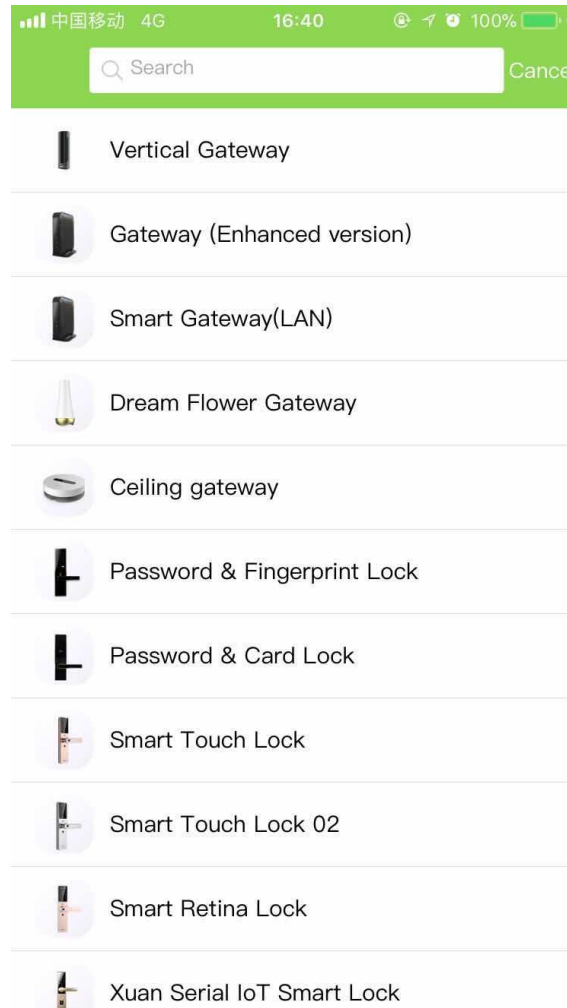 中国移动 4G 16:40 100%
Search
Vertical Gateway
Gateway (Enhanced version)
Smart Gateway(LAN)
Dream Flower Gateway
Ceiling gateway
Password & Fingerprint Lock
Password & Card Lock
Smart Touch Lock
Smart Touch Lock 02
Smart Retina Lock
Xuan Serial IoT Smart Lock